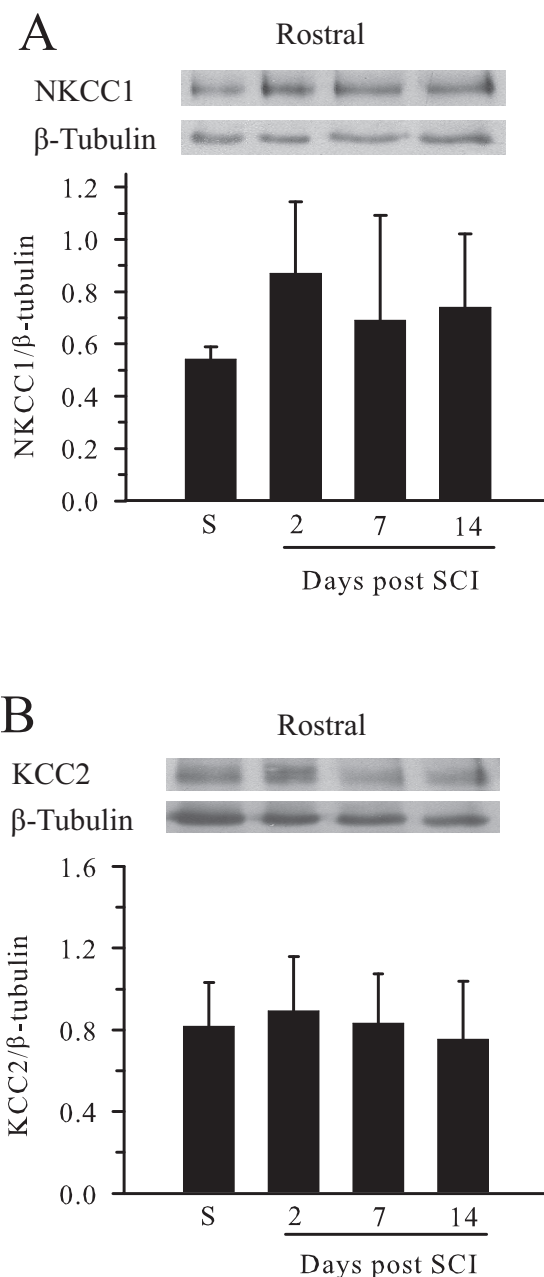 A
Rostral
NKCC1
β-Tubulin
1.2
1.0
0.8
0.6
0.4
0.2
0.0
NKCC1/β-tubulin
S 2 7 14
Days post SCI
B
Rostral
KCC2
β-Tubulin
1.6
1.2
0.8
0.4
0.0
KCC2/β-tubulin
S 2 7 14
Days post SCI